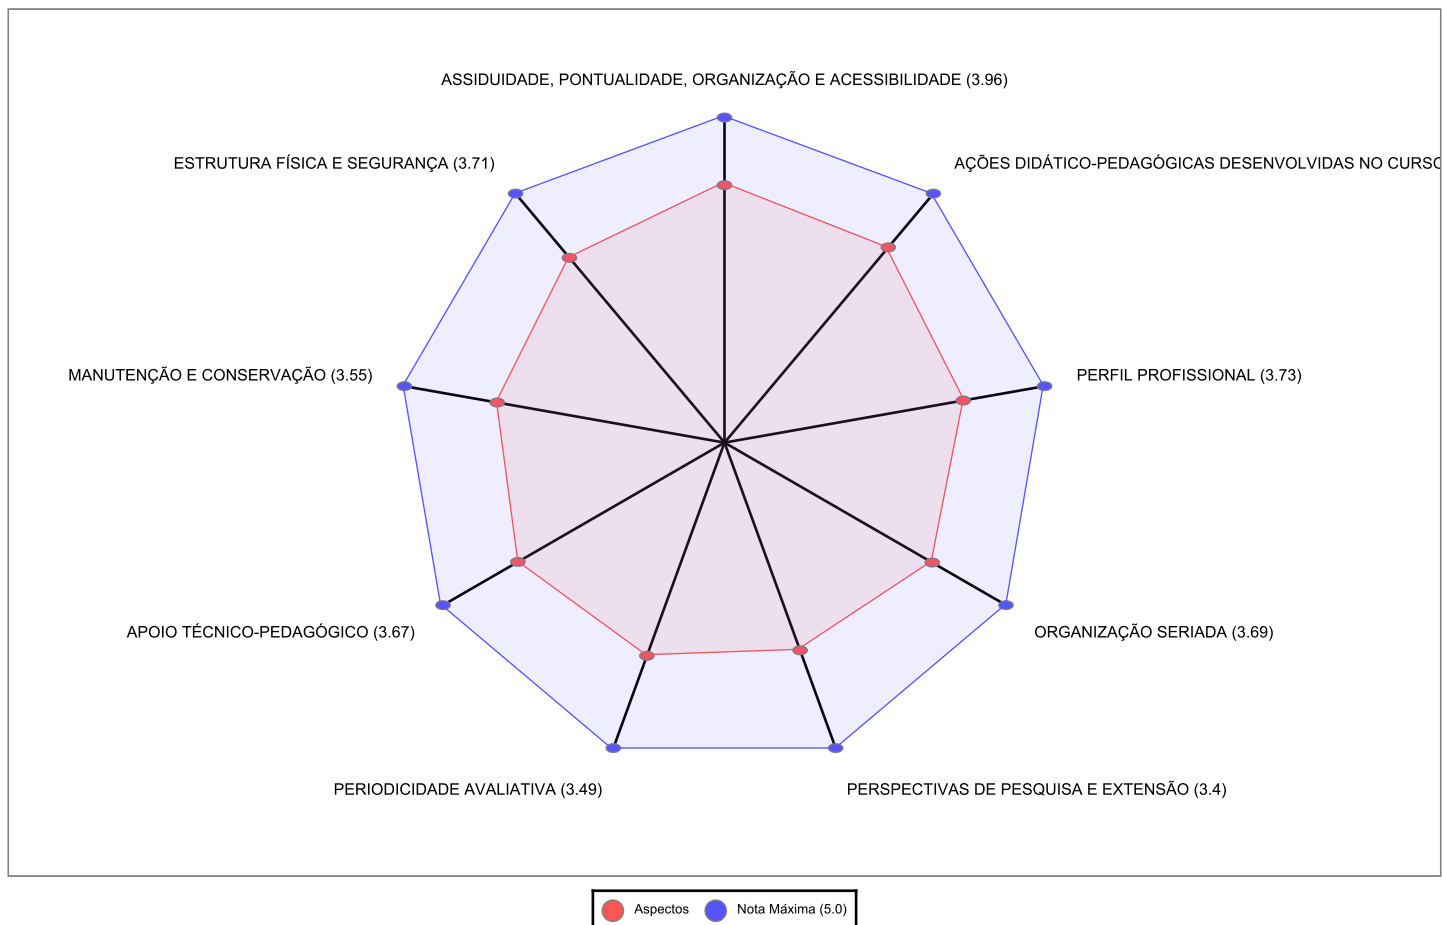 ASSIDUIDADE, PONTUALIDADE, ORGANIZAÇÃO E ACESSIBILIDADE (3.96)
ESTRUTURA FÍSICA E SEGURANÇA (3.71)
AÇÕES DIDÁTICO-PEDAGÓGICAS DESENVOLVIDAS NO CURSO
MANUTENÇÃO E CONSERVAÇÃO (3.55)
PERFIL PROFISSIONAL (3.73)
APOIO TÉCNICO-PEDAGÓGICO (3.67)
ORGANIZAÇÃO SERIADA (3.69)
PERIODICIDADE AVALIATIVA (3.49)
PERSPECTIVAS DE PESQUISA E EXTENSÃO (3.4)
Aspectos
Nota Máxima (5.0)